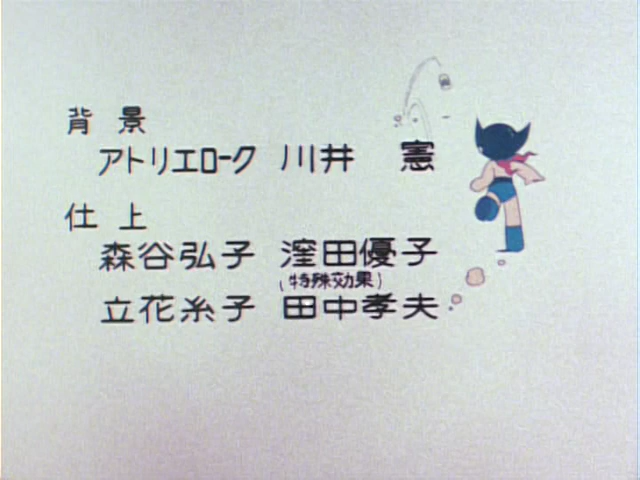 背景
アトリエローク 川井 憲
仕上
森谷弘子 窪田優子
(特殊効果)
立花糸子 田中孝夫